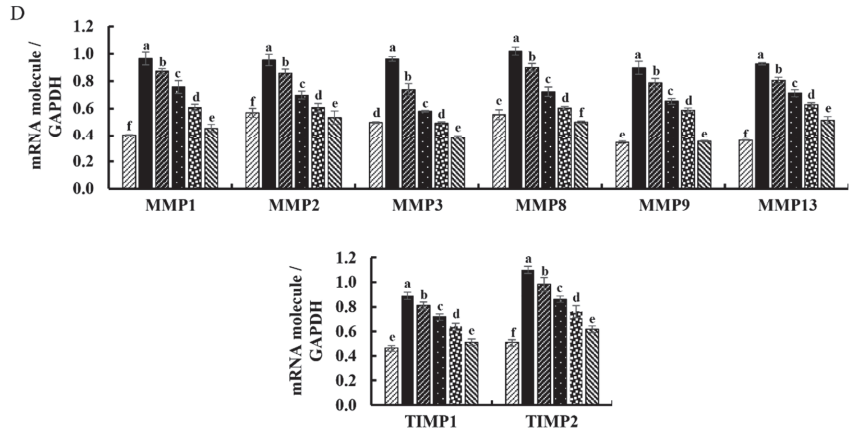 D
mRNA molecule /
GAPDH
1.2
1.0
0.8
0.6
0.4
0.2
0.0
f a b c d e
f a b c d e
d a b c d e
e a b c d f
e a b c d e
f a b c d e
MMP1 MMP2 MMP3 MMP8 MMP9 MMP13
mRNA molecule /
GAPDH
1.2
1.0
0.8
0.6
0.4
0.2
0.0
e a b c d e
f a b c d e
TIMP1 TIMP2